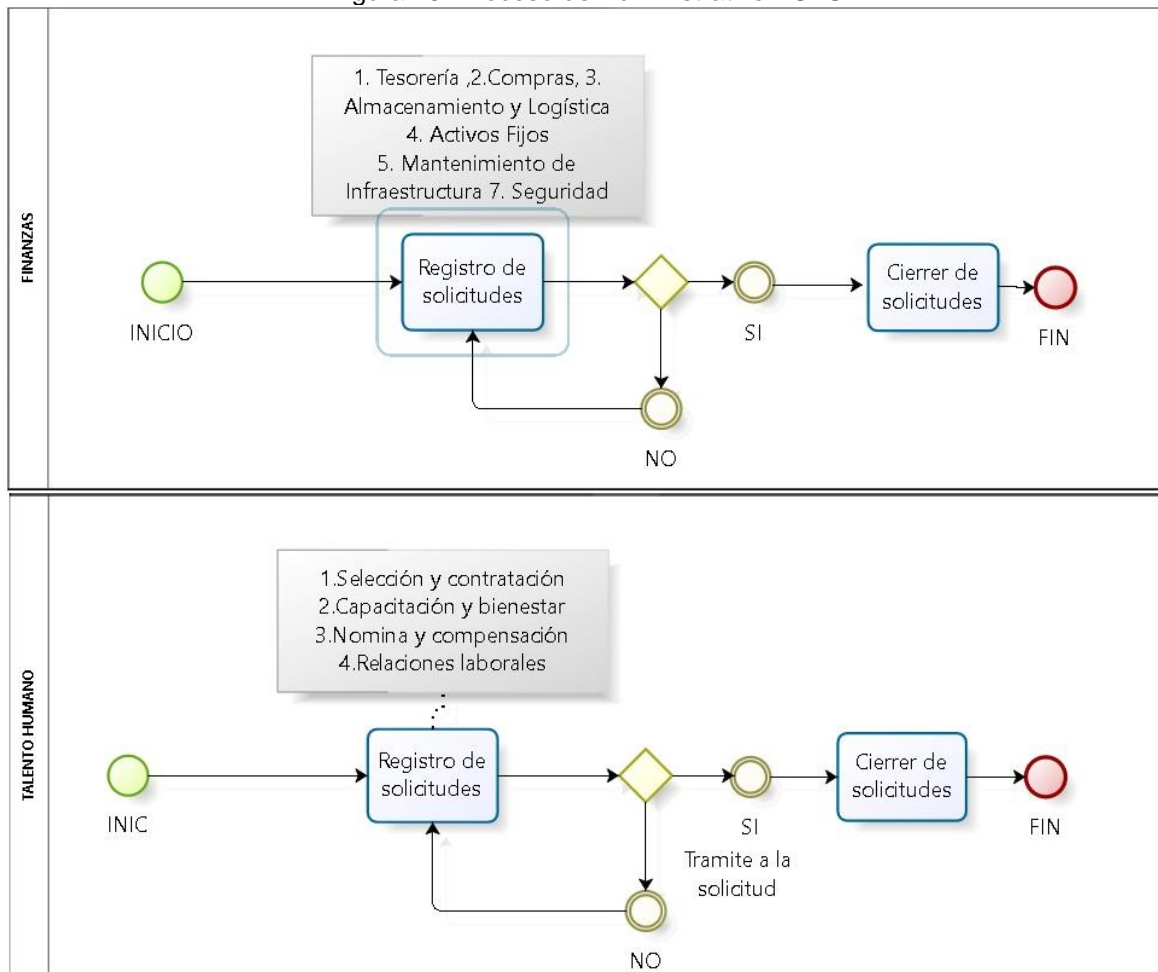 FINANZAS
1. Tesorería ,2.Compras, 3.
Almacenamiento y Logística
4. Activos Fijos
5. Mantenimiento de
Infraestructura 7. Seguridad
INICIO
Registro de
solicitudes
SI
Cierrer de
solicitudes
FIN
NO
TALENTO HUMANO
1.Selección y contratación
2.Capacitación y bienestar
3.Nomina y compensación
4.Relaciones laborales
INIC
Registro de
solicitudes
SI
Tramite a la
solicitud
Cierrer de
solicitudes
FIN
NO